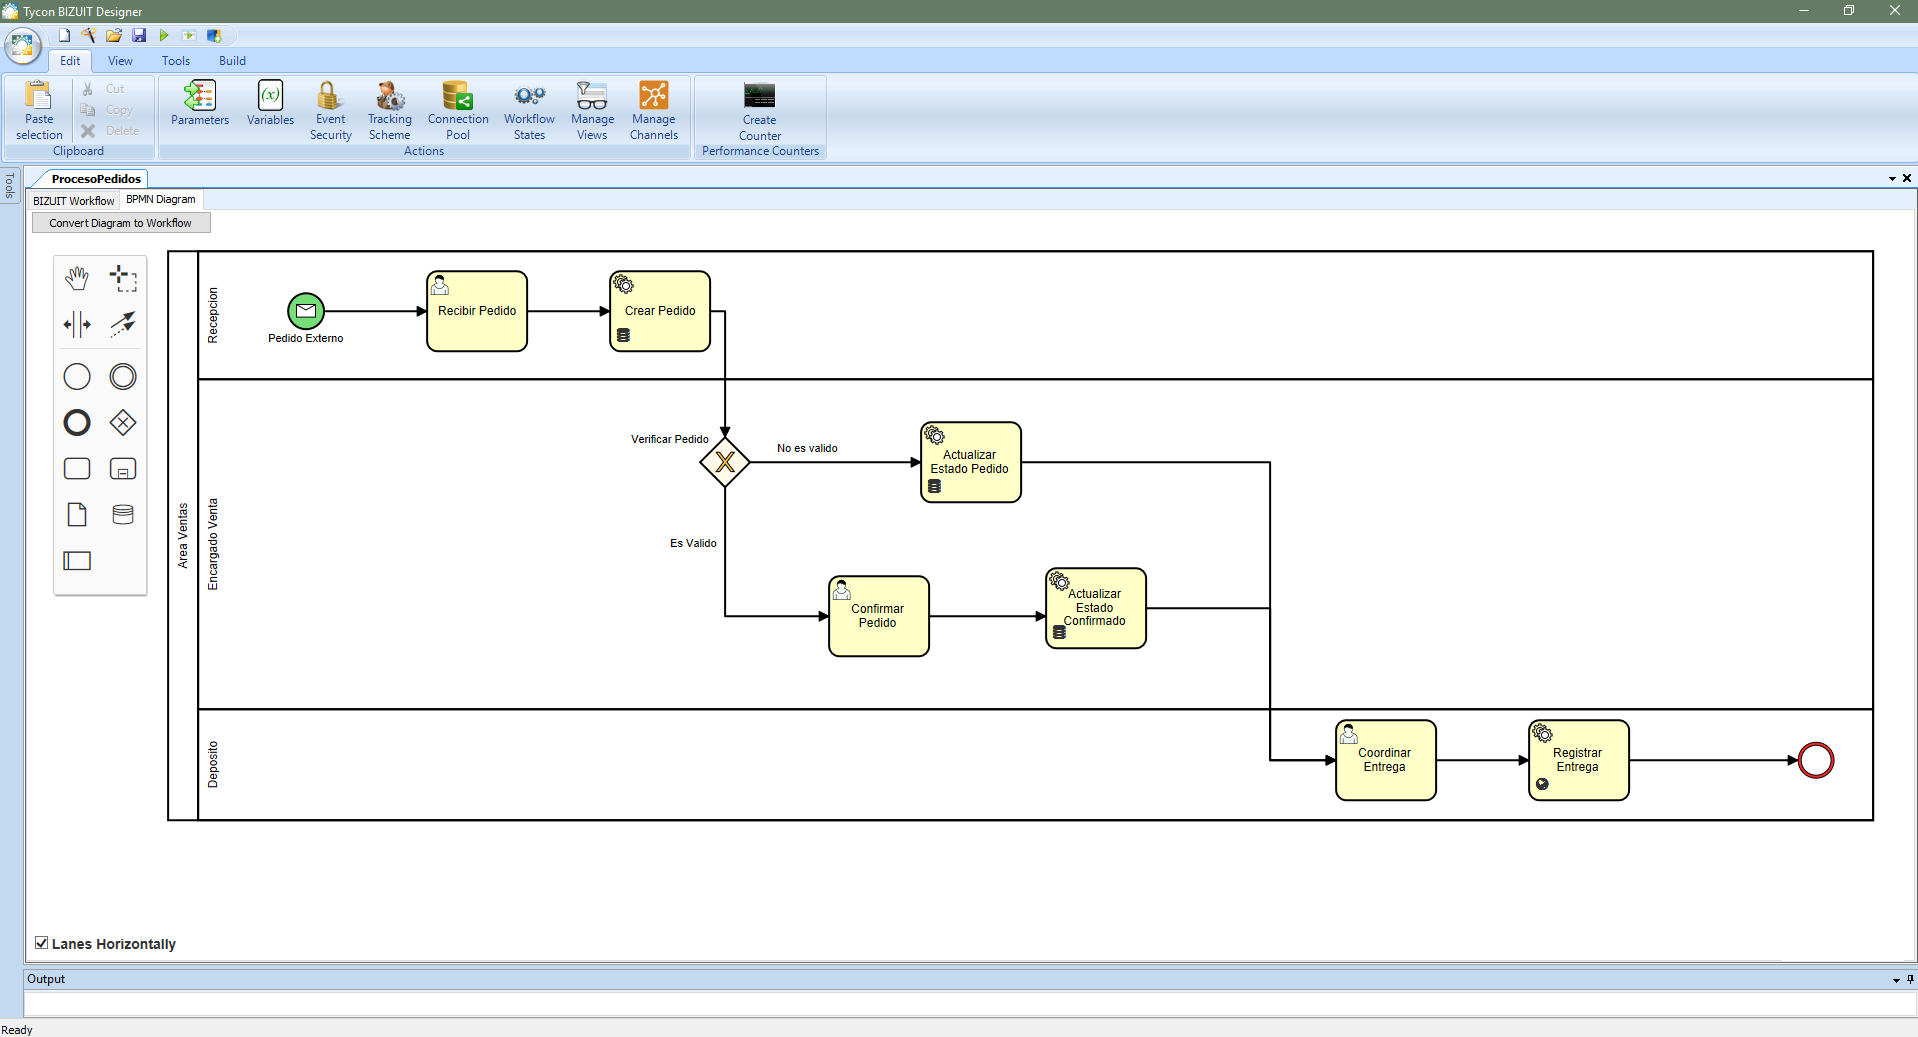 Tycon BIZUIT Designer
Edit
View
Tools
Build
Paste
selection
Cut
Copy
Delete
Clipboard
Parameters
(x)
Variables
Event
Security
Tracking
Scheme
Connection
Pool
Workflow
States
Manage
Views
Manage
Channels
Actions
Create
Counter
Performance Counters
Tools
ProcesoPedidos
BIZUIT Workflow
BPMN Diagram
Convert Diagram to Workflow
Area Ventas
Recepcion
Pedido Externo
Recibir Pedido
Crear Pedido
Encargado Venta
Verificar Pedido
No es valido
Actualizar
Estado Pedido
Es Valido
Confirmar
Pedido
Actualizar
Estado
Confirmado
Deposito
Coordinar
Entrega
Registrar
Entrega
Lanes Horizontally
Output
Ready